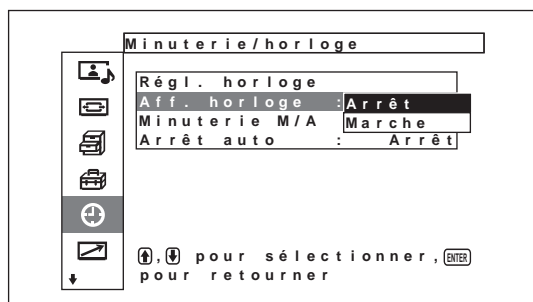 Minuterie/horloge
Régl. horloge
Aff. horloge :Arrêt
Minuterie M/A Marche
Arrêt auto : Arrêt
, pour sélectionner, ENTER
pour retourner